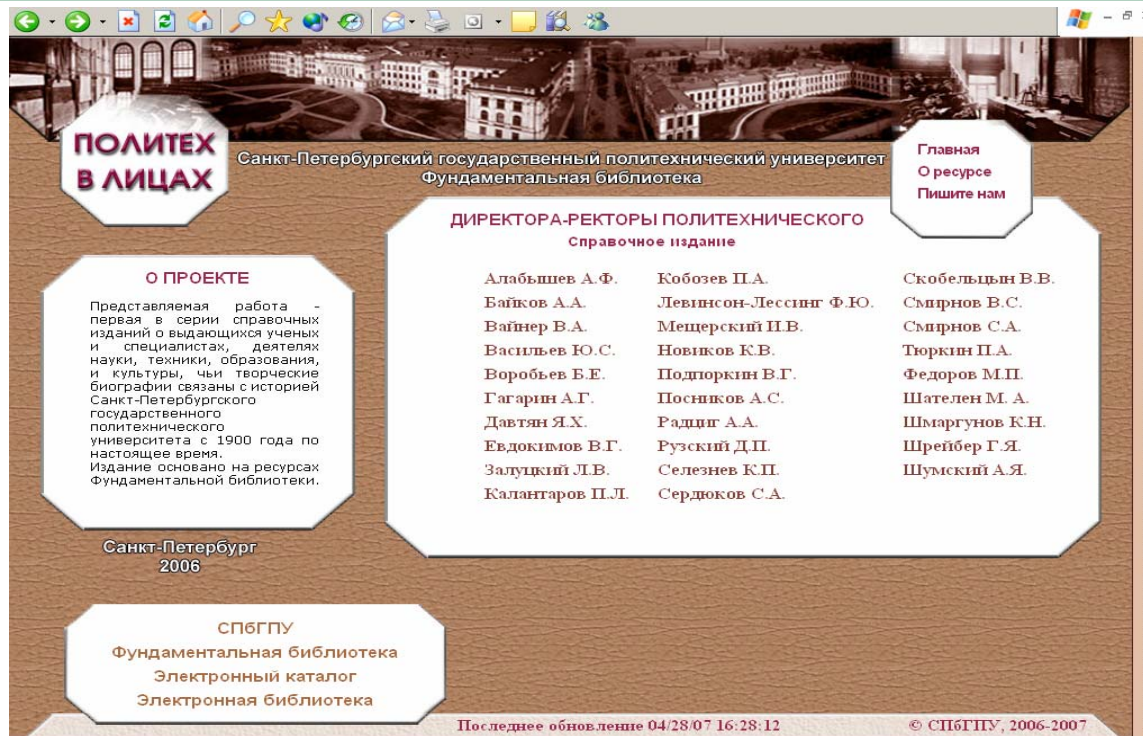 ПОЛИТЕХ
В ЛИЦАХ
Санкт-Петербургский государственный политехнический университет
Фундаментальная библиотека
Главная
О ресурсе
Пишите нам
О ПРОЕКТЕ
Представляемая работа -
первая в серии справочных
изданий о выдающихся ученых
и специалистах, деятелях
науки, техники, образования,
и культуры, чьи творческие
биографии связаны с историей
Санкт-Петербургского
государственного
политехнического
университета с 1900 года по
настоящее время.
Издание основано на ресурсах
Фундаментальной библиотеки.
Санкт-Петербург
2006
ДИРЕКТОРА-РЕКТОРЫ ПОЛИТЕХНИЧЕСКОГО
Справочное издание
Алабышев А.Ф.
Байков А.А.
Вайнер В.А.
Васильев Ю.С.
Воробьев Б.Е.
Гагарин А.Г.
Давтян Я.Х.
Евдокимов В.Г.
Залуцкий Л.В.
Калантаров П.Л.
Кобозев П.А.
Левинсон-Лессинг Ф.Ю.
Мещерский И.В.
Новиков К.В.
Подпоркин В.Г.
Посников А.С.
Радциг А.А.
Рузский Д.П.
Селезнев К.П.
Сердюков С.А.
Скобельцын В.В.
Смирнов В.С.
Смирнов С.А.
Тюркин П.А.
Федоров М.П.
Шателен М. А.
Шмаргунов К.Н.
Шрейбер Г.Я.
Шумский А.Я.
СПбГПУ
Фундаментальная библиотека
Электронный каталог
Электронная библиотека
Последнее обновление 04/28/07 16:28:12
© СПбГПУ, 2006-2007